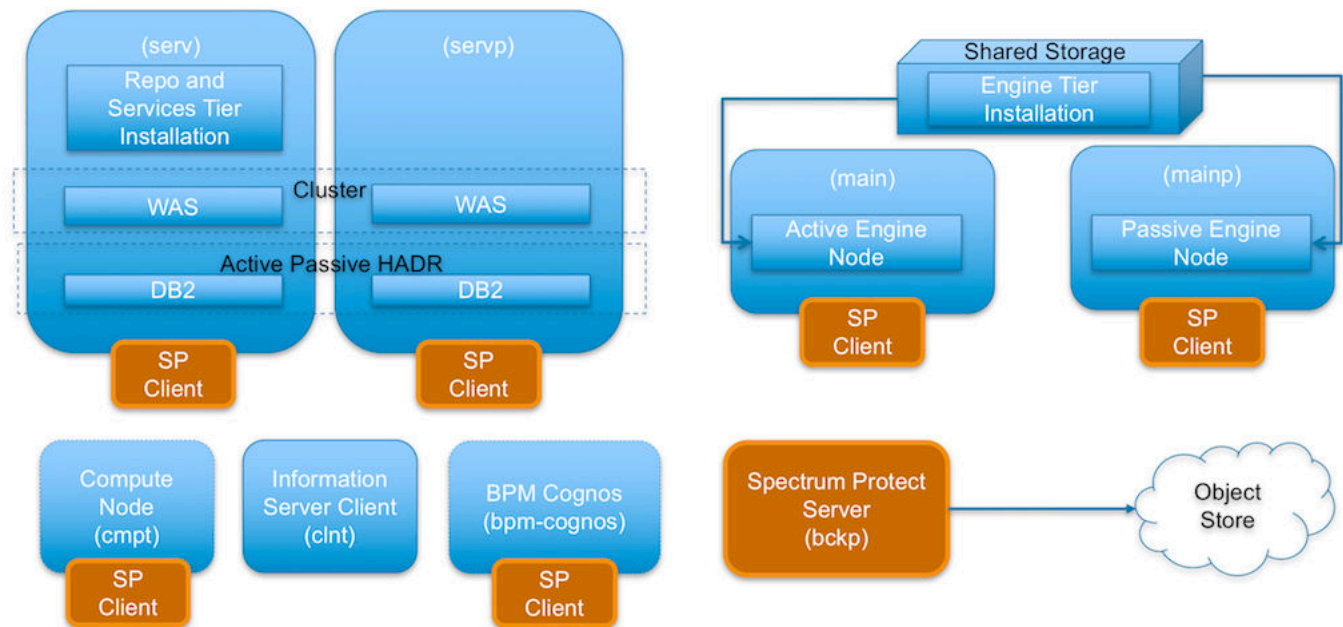 (serv)
Repo and
Services Tier
Installation
WAS
DB2
SP
Client
(servp)
Cluster
WAS
Active Passive HADR
DB2
SP
Client
Shared Storage
Engine Tier
Installation
(main)
Active Engine
Node
SP
Client
(mainp)
Passive Engine
Node
SP
Client
Compute
Node
(cmpt)
SP
Client
Information
Server Client
(clnt)
BPM Cognos
(bpm-cognos)
SP
Client
Spectrum Protect
Server
(bckp)
Object
Store